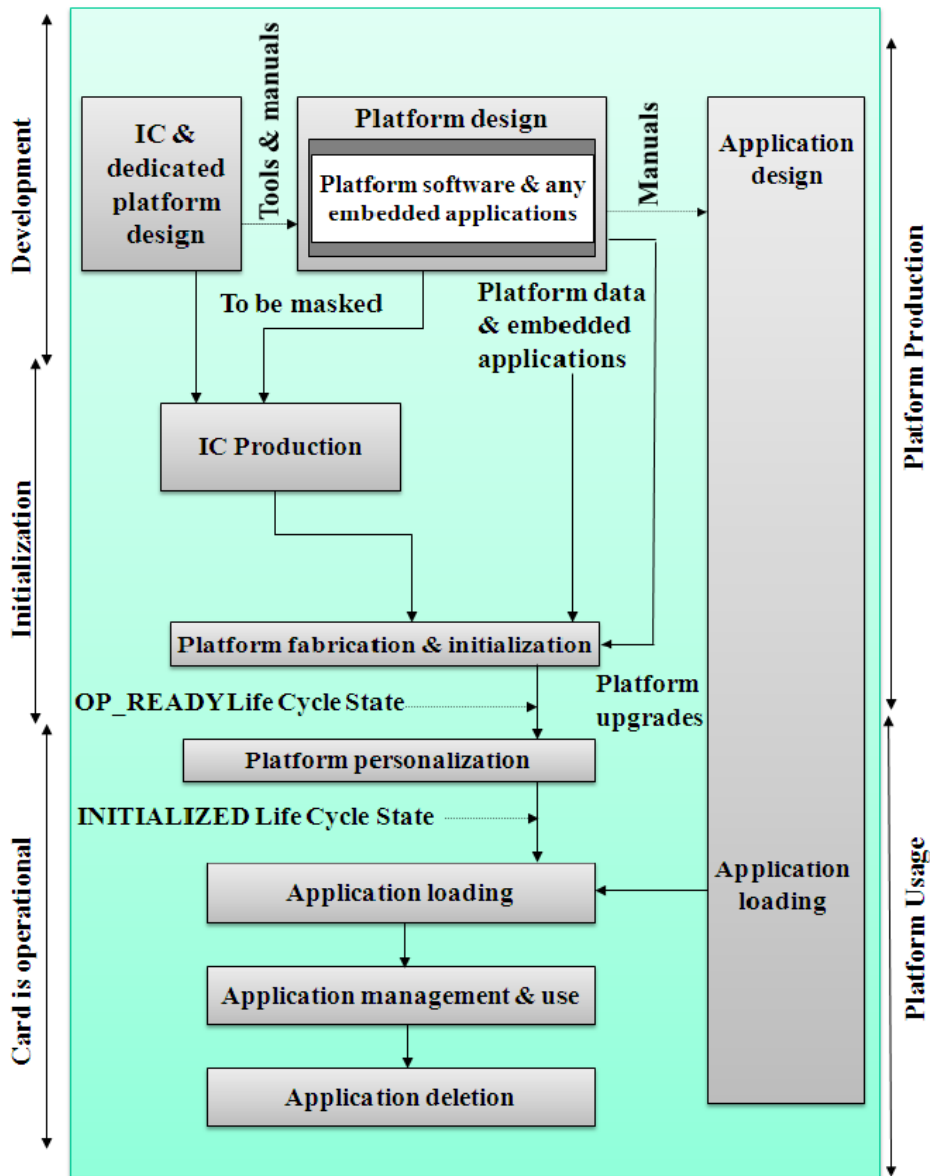 Development
Initialization
Card is operational
IC &
dedicated
platform
design
Tools & manuals
Platform design
Platform software & any
embedded applications
Manuals
Application
design
To be masked
Platform data
& embedded
applications
IC Production
Platform fabrication & initialization
OP_READY Life Cycle State
Platform
upgrades
Platform personalization
INITIALIZED Life Cycle State
Application loading
Application
loading
Application management & use
Application deletion
Platform Production
Platform Usage